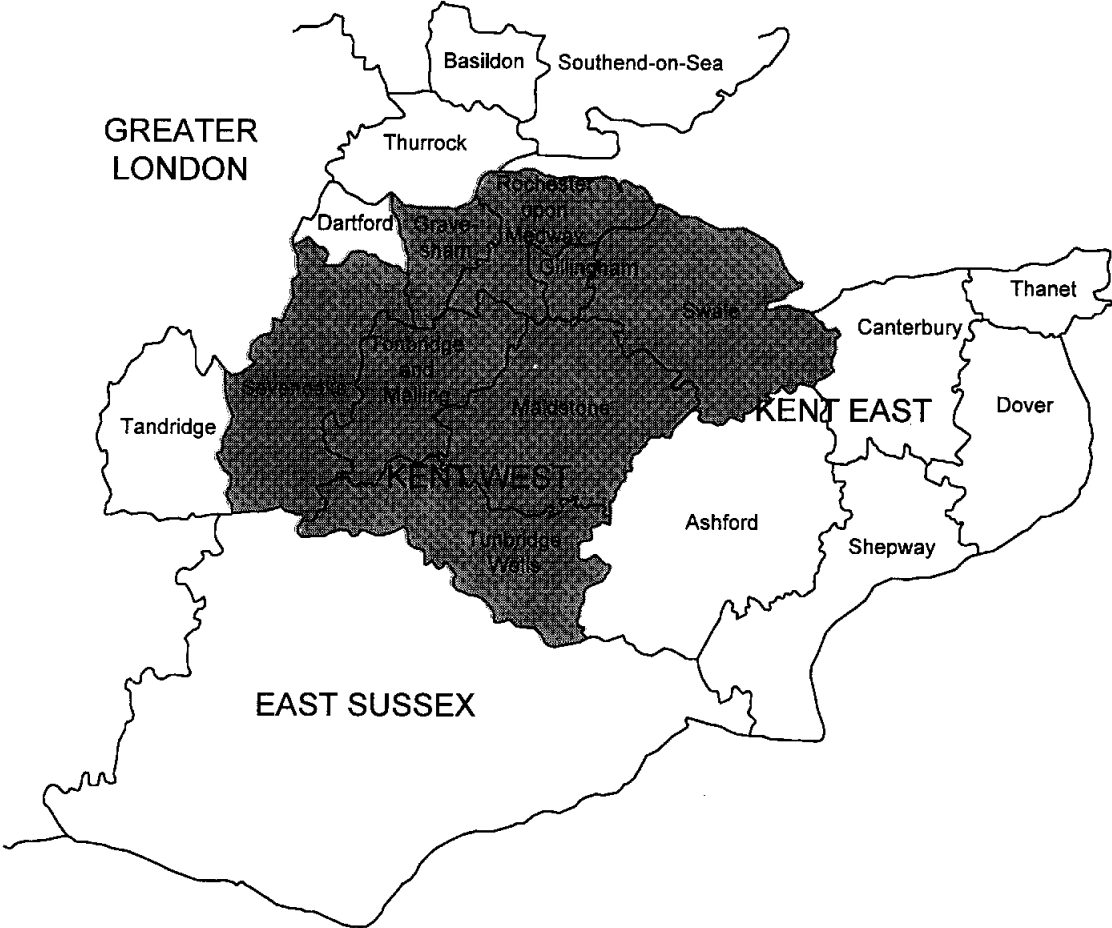 Basildon
Southend-on-Sea
GREATER
LONDON
Thurrock
Rochester
upon
Medway
Dartford
Grave-
sham
Gillingham
Thanet
Swale
Canterbury
Tonbridge
and
Malling
Sevenoaks
Maidstone
KENT EAST
Dover
Tandridge
KENT WEST
Ashford
Tunbridge
Wells
Shepway
EAST SUSSEX